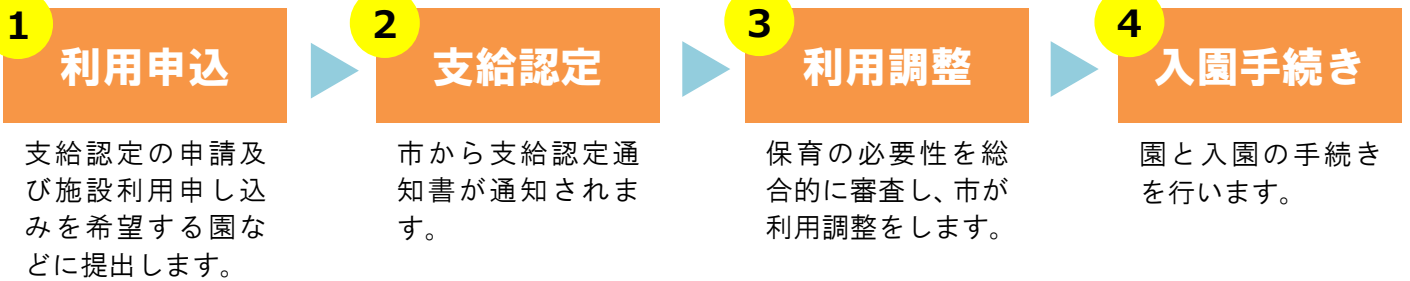 1
利用申込
支給認定の申請及
び施設利用申し込
みを希望する園な
どに提出します。
2
支給認定
市から支給認定通
知書が通知されま
す。
3
利用調整
保育の必要性を総
合的に審査し、市が
利用調整をします。
4
入園手続き
園と入園の手続き
を行います。